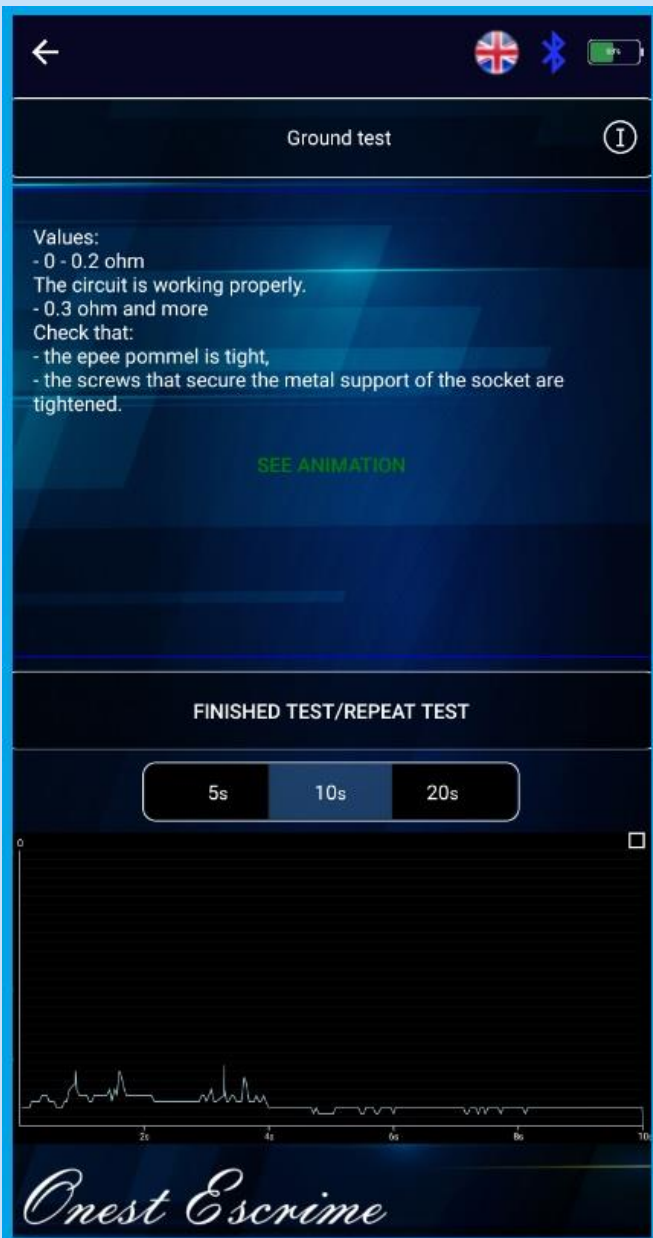 Ground test
I
Values:
- 0 - 0.2 ohm
The circuit is working properly.
- 0.3 ohm and more
Check that:
- the epee pommel is tight,
- the screws that secure the metal support of the socket are
tightened.
SEE ANIMATION
FINISHED TEST/REPEAT TEST
5s 10s 20s
0
2s 4s 6s 8s 10s
Onest Escrime